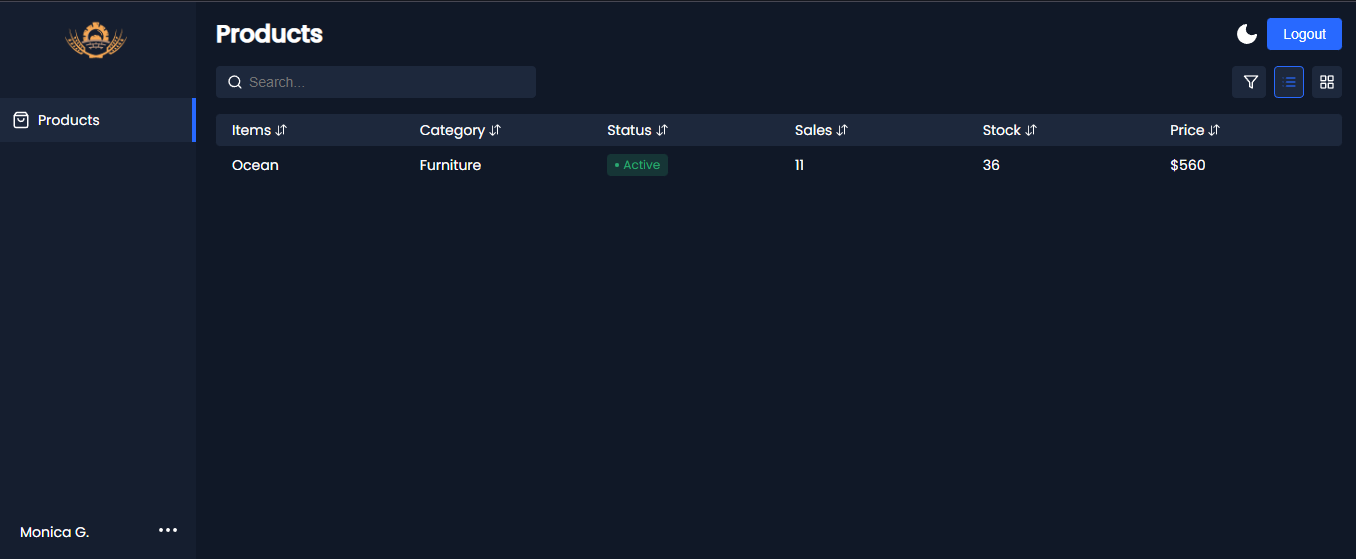 Products
Logout
Search...
Products
Items Category Status Sales Stock Price
Ocean Furniture Active 11 36 $560
Monica G.